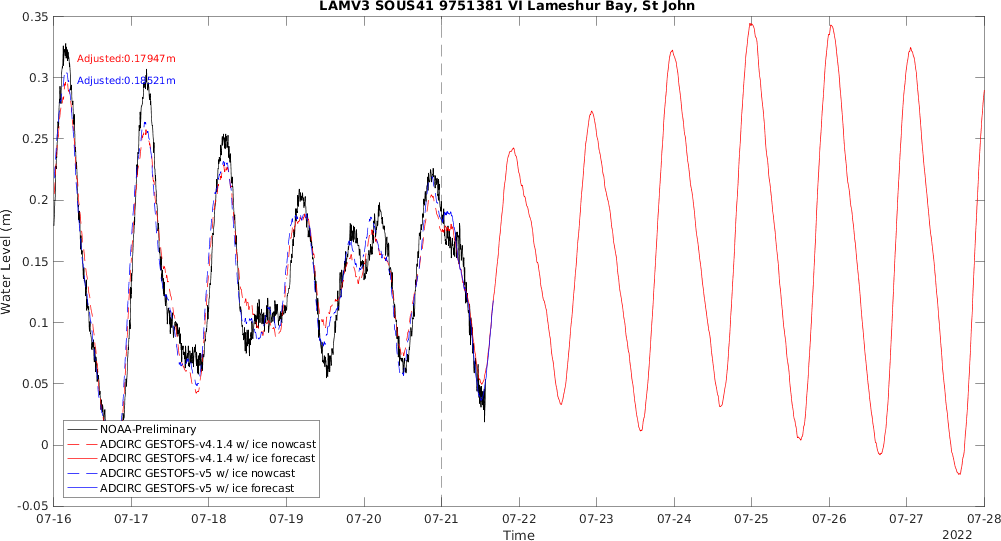 LAMV3 SOUS41 9751381 VI Lameshur Bay, St John
0.35
0.3
0.25
0.2
0.15
0.1
0.05
0
-0.05
Water Level (m)
Adjusted:0.17947m
Adjusted:0.18521m
NOAA-Preliminary
ADCIRC GESTOFS-v4.1.4 w/ ice nowcast
ADCIRC GESTOFS-v4.1.4 w/ ice forecast
ADCIRC GESTOFS-v5 w/ ice nowcast
ADCIRC GESTOFS-v5 w/ ice forecast
07-16 07-17 07-18 07-19 07-20 07-21 07-22 07-23 07-24 07-25 07-26 07-27 07-28
Time
2022